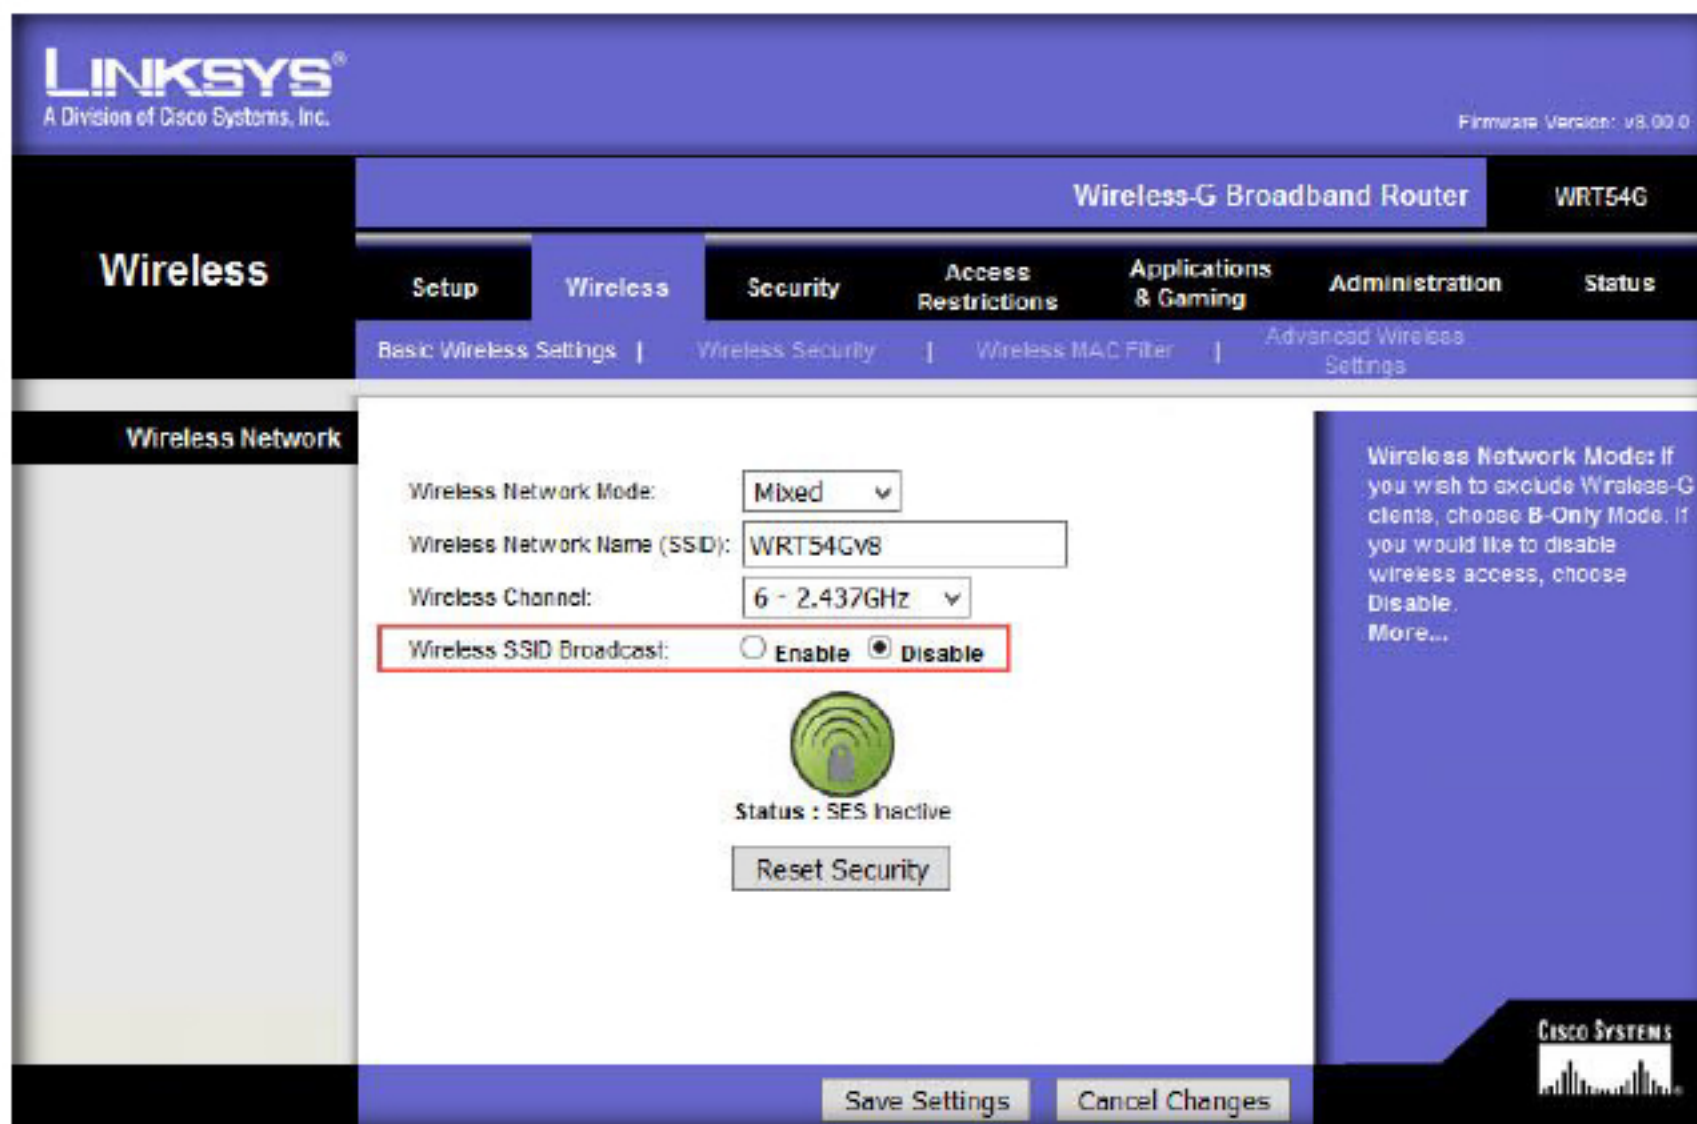 LINKSYS®
A Division of Cisco Systems, Inc.
Firmware Version: v8.00.0
Wireless-G Broadband Router
WRT54G
Wireless
Setup
Wireless
Security
Access
Restrictions
Applications
& Gaming
Administration
Status
Basic Wireless Settings |
Wireless Security |
Wireless MAC Filter |
Advanced Wireless
Settings
Wireless Network
Wireless Network Mode: Mixed
Wireless Network Name (SSID): WRT54Gv8
Wireless Channel: 6 - 2.437GHz
Wireless SSID Broadcast: Enable Disable
Status : SES Inactive
Reset Security
Wireless Network Mode: If
you wish to exclude Wireless-G
clients, choose B-Only Mode. If
you would like to disable
wireless access, choose
Disable.
More...
CISCO SYSTEMS
Save Settings
Cancel Changes